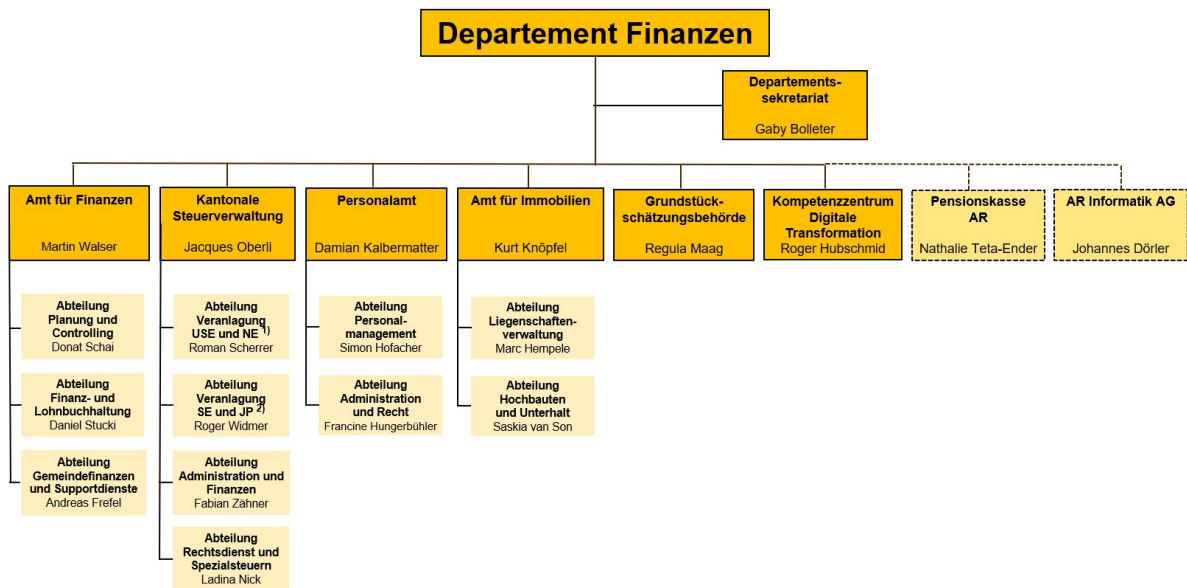 Departement Finanzen
Departements-
sekretariat
Gaby Bolleter
Amt für Finanzen
Martin Walser
Kantonale
Steuerverwaltung
Jacques Oberli
Personalamt
Damian Kalbermatter
Amt für Immobilien
Kurt Knöpfel
Grundstück-
schätzungsbehörde
Regula Maag
Kompetenzzentrum
Digitale
Transformation
Roger Hubschmid
Pensionskasse
AR
Nathalie Teta-Ender
AR Informatik AG
Johannes Dörler
Abteilung
Planung und
Controlling
Donat Schai
Abteilung
Finanz- und
Lohnbuchhaltung
Daniel Stucki
Abteilung
Gemeindefinanzen
und Supportdienste
Andreas Frefel
Abteilung
Veranlagung
USE und NE 1)
Roman Scherrer
Abteilung
Veranlagung
SE und JP 2)
Roger Widmer
Abteilung
Administration und
Finanzen
Fabian Zähner
Abteilung
Rechtsdienst und
Spezialsteuern
Ladina Nick
Abteilung
Personal-
management
Simon Hofacher
Abteilung
Administration
und Recht
Francine Hungerbühler
Abteilung
Liegenschaften-
verwaltung
Marc Hempele
Abteilung
Hochbauten
und Unterhalt
Saskia van Son